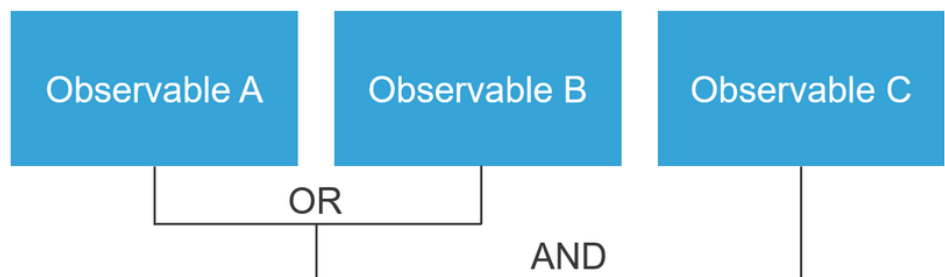 Observable A
Observable B
Observable C
OR
AND